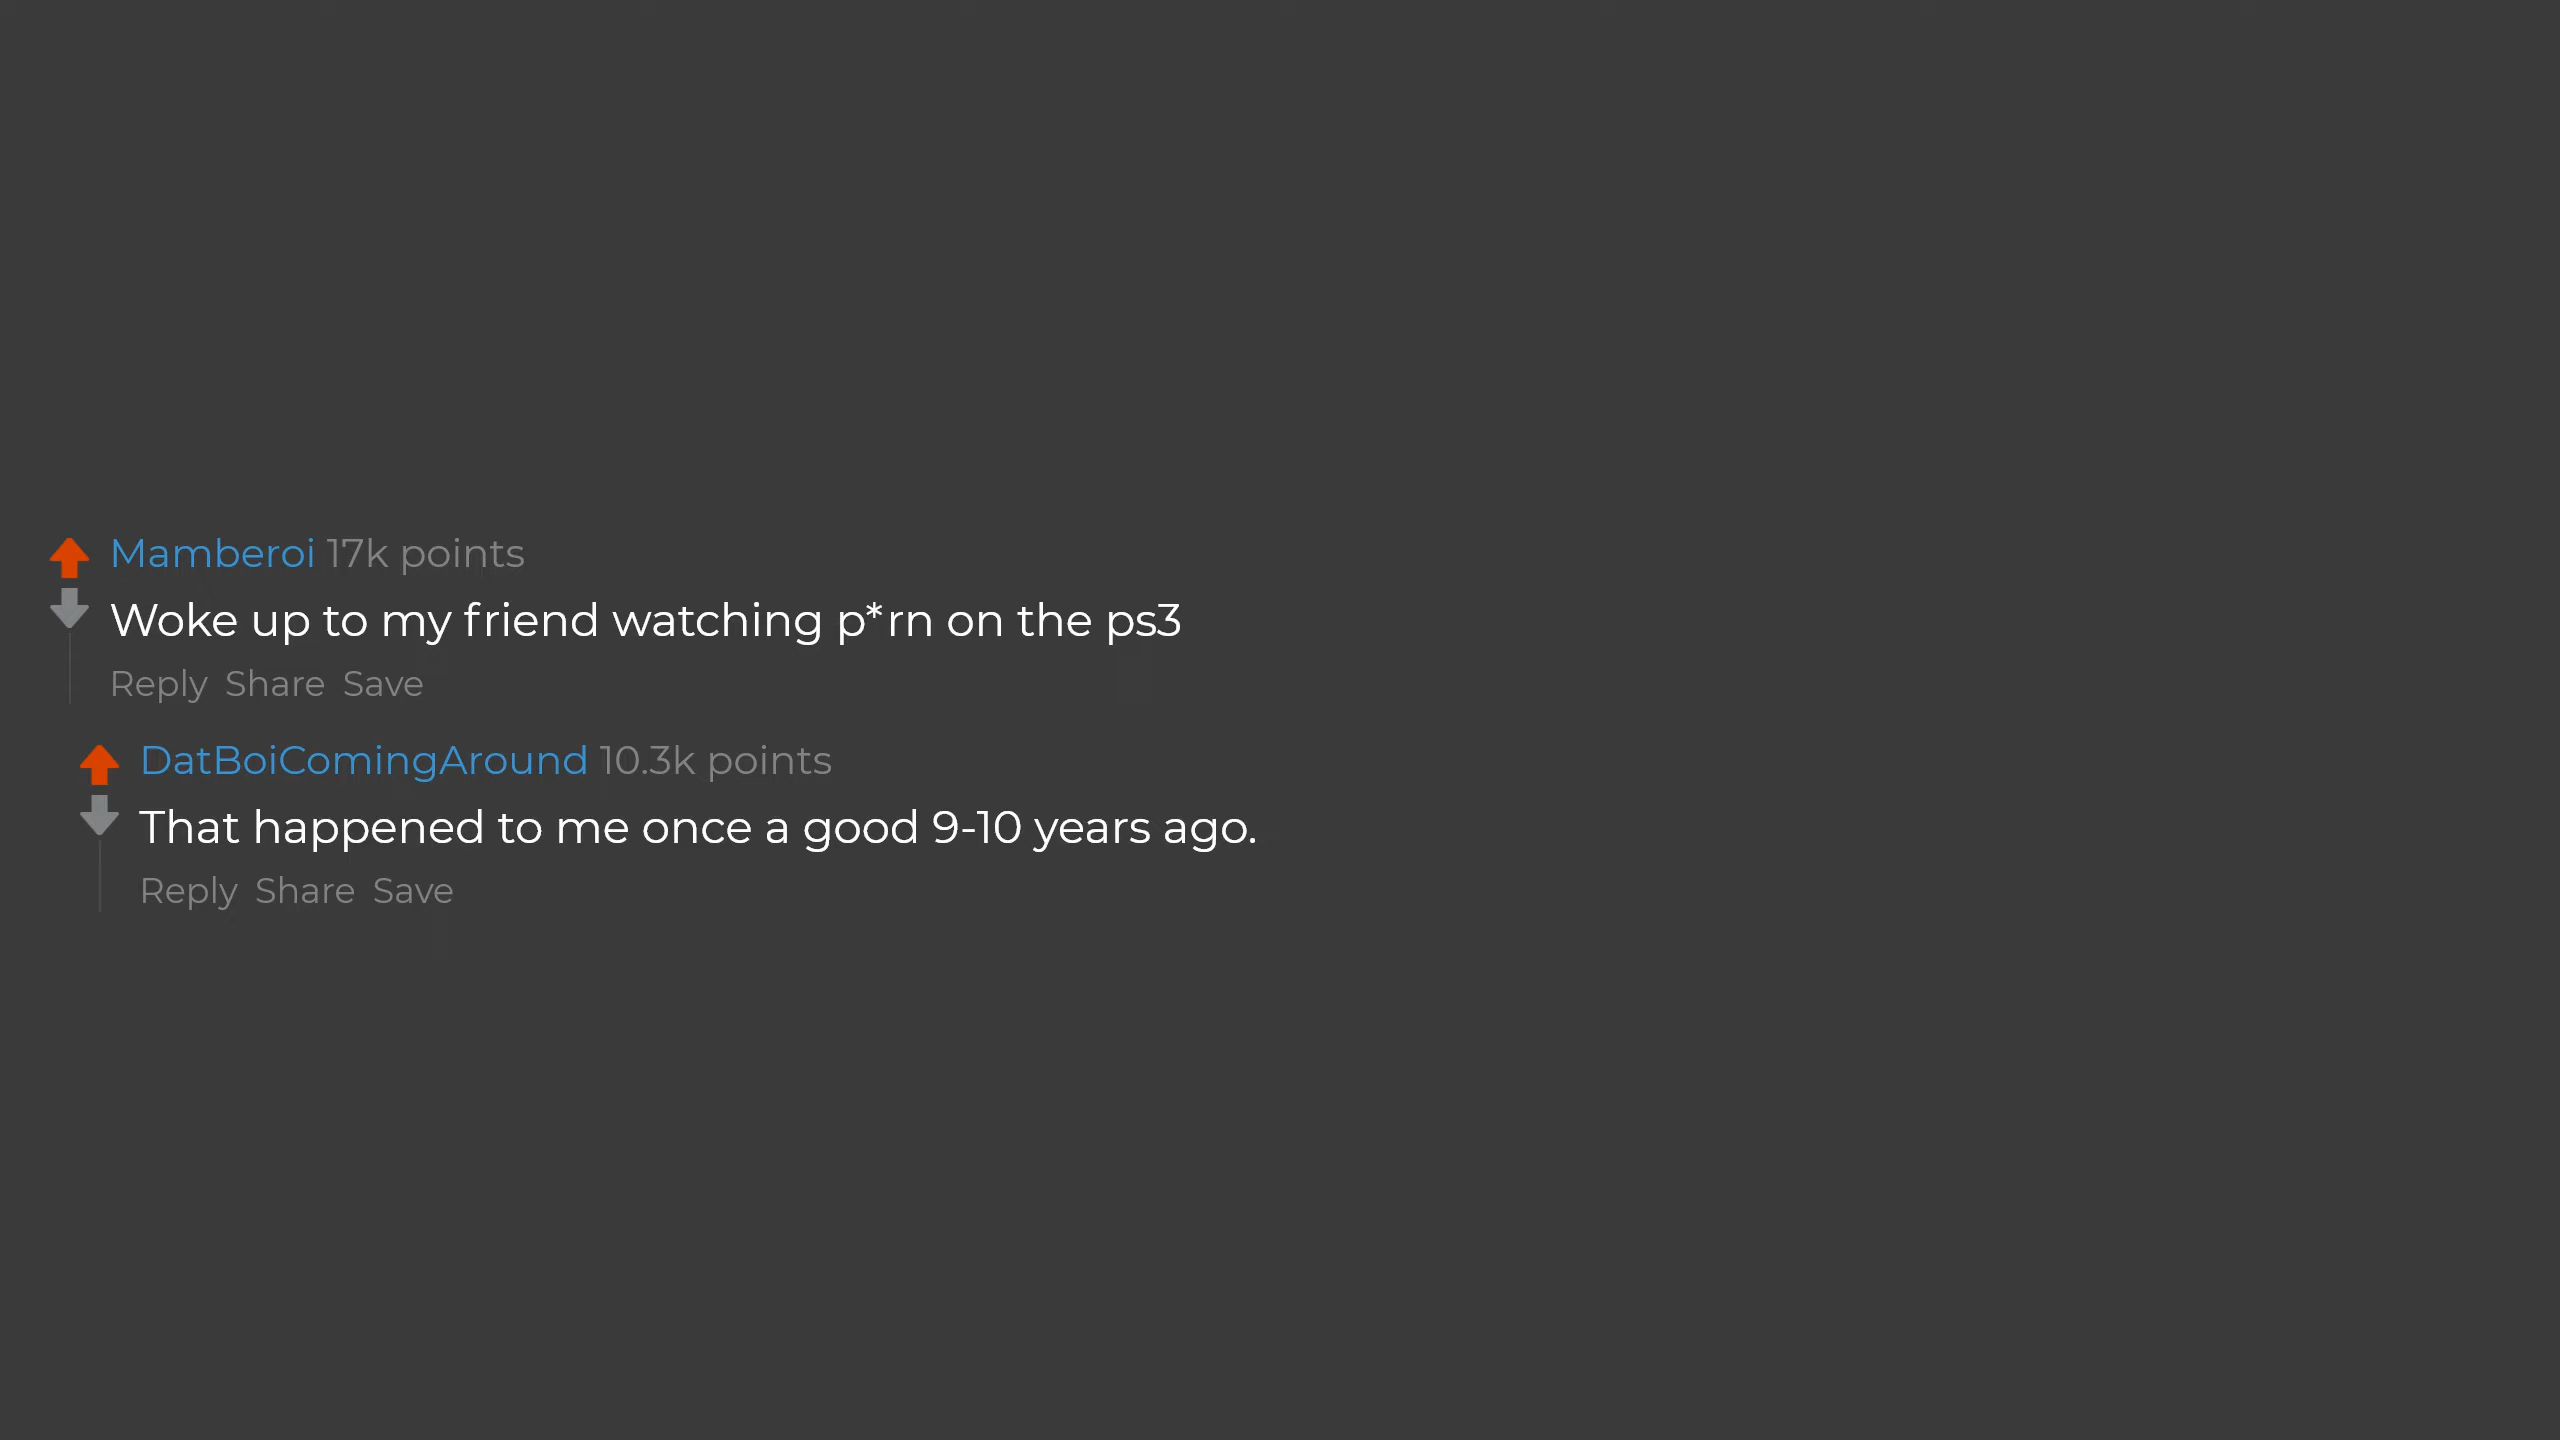 Mamberoi 17k points
Woke up to my friend watching p*rn on the ps3
Reply Share Save
DatBoiComingAround 10.3k points
That happened to me once a good 9-10 years ago.
Reply Share Save